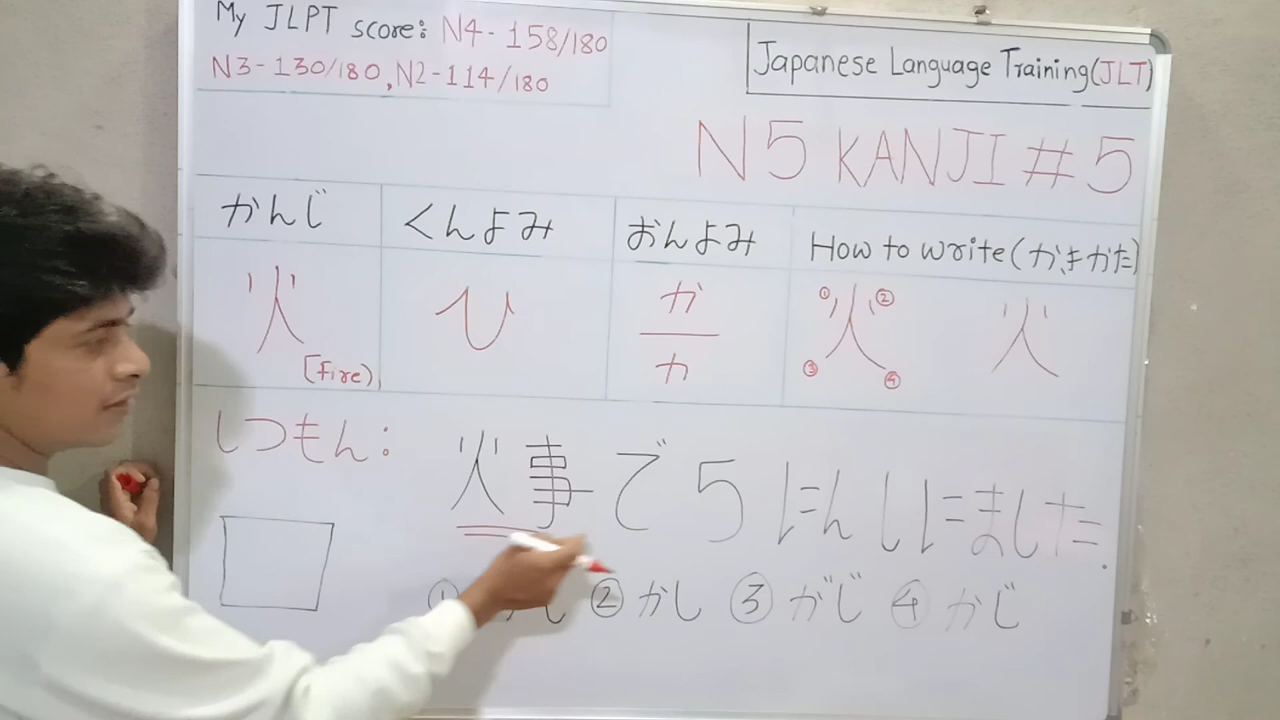 My JLPT score: N4-158/180
N3-130/180, N2-114/180
Japanese Language Training(JLT)
N5 KANJI #5
かんじ くんよみ おんよみ How to write(かきかた)
火 ひ か ① ② 火 火
(fire) カ ③ ④
しつもん: 火事で5にんしにました.
① ② かし ③ がじ ④ かじ